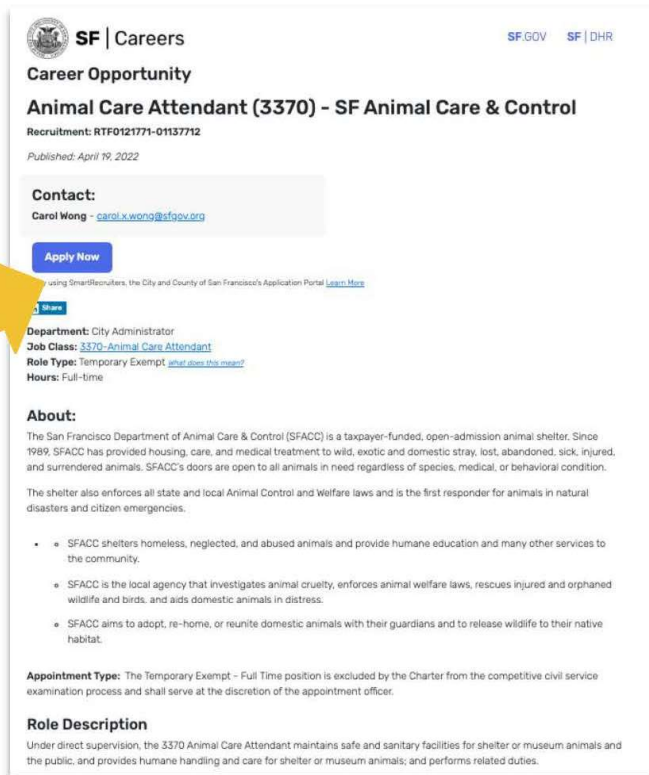 SF | Careers
SF.GOV SF | DHR
Career Opportunity
Animal Care Attendant (3370) - SF Animal Care & Control
Recruitment: RTF0121771-01137712
Published: April 19, 2022
Contact:
Carol Wong - carol.x.wong@sfgov.org
Apply Now
using SmartRecruiters, the City and County of San Francisco's Application Portal Learn More
Share
Department: City Administrator
Job Class: 3370-Animal Care Attendant
Role Type: Temporary Exempt What does this mean?
Hours: Full-time
About:
The San Francisco Department of Animal Care & Control (SFACC) is a taxpayer-funded, open-admission animal shelter. Since
1989, SFACC has provided housing, care, and medical treatment to wild, exotic and domestic stray, lost, abandoned, sick, injured,
and surrendered animals. SFACC's doors are open to all animals in need regardless of species, medical, or behavioral condition.
The shelter also enforces all state and local Animal Control and Welfare laws and is the first responder for animals in natural
disasters and citizen emergencies.
SFACC shelters homeless, neglected, and abused animals and provide humane education and many other services to
the community.
SFACC is the local agency that investigates animal cruelty, enforces animal welfare laws, rescues injured and orphaned
wildlife and birds, and aids domestic animals in distress.
SFACC aims to adopt, re-home, or reunite domestic animals with their guardians and to release wildlife to their native
habitat.
Appointment Type: The Temporary Exempt - Full Time position is excluded by the Charter from the competitive civil service
examination process and shall serve at the discretion of the appointment officer.
Role Description
Under direct supervision, the 3370 Animal Care Attendant maintains safe and sanitary facilities for shelter or museum animals and
the public, and provides humane handling and care for shelter or museum animals; and performs related duties.